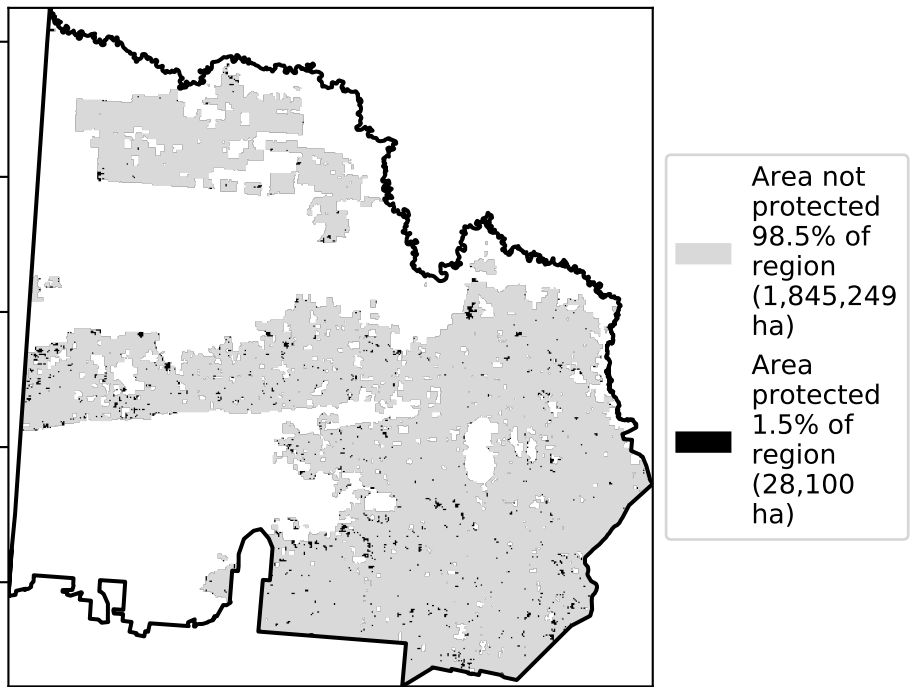 Area not
protected
98.5% of
region
(1,845,249
ha)
Area
protected
1.5% of
region
(28,100
ha)